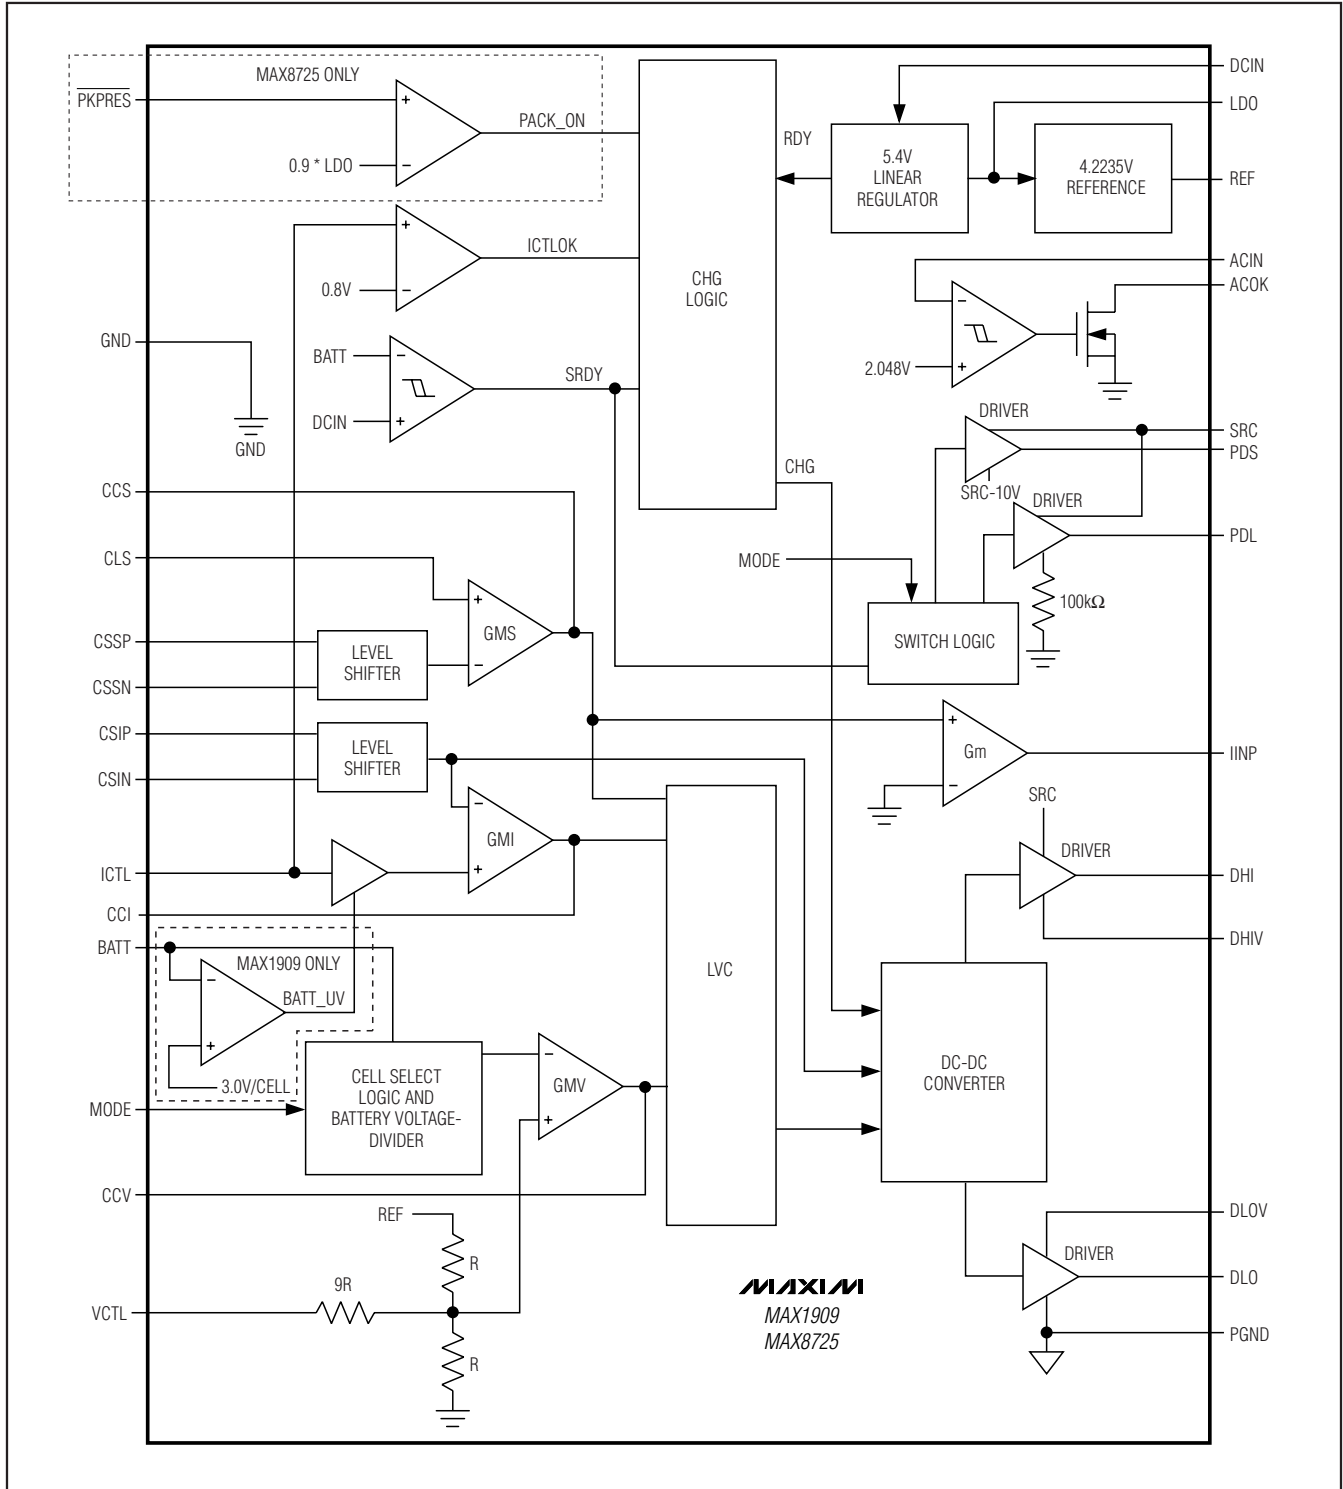 MAX8725 ONLY
PKPRES
+
PACK_ON
0.9 * LDO
−
DCIN
LDO
RDY
5.4V
LINEAR
REGULATOR
4.2235V
REFERENCE
REF
+
ICTLOK
0.8V
−
CHG
LOGIC
ACIN
ACOK
−
2.048V
+
GND
GND
BATT
−
SRDY
DCIN
+
DRIVER
SRC
PDS
SRC-10V
CHG
DRIVER
PDL
100kΩ
MODE
SWITCH LOGIC
CCS
CLS
+
GMS
−
CSSP
LEVEL
SHIFTER
CSSN
CSIP
LEVEL
SHIFTER
CSIN
+
Gm
−
IINP
−
GMI
+
ICTL
CCI
SRC
DRIVER
DHI
DHIV
BATT
MAX1909 ONLY
−
BATT_UV
+
3.0V/CELL
LVC
DC-DC
CONVERTER
MODE
CELL SELECT
LOGIC AND
BATTERY VOLTAGE-
DIVIDER
−
GMV
+
CCV
REF
R
9R
VCTL
R
DLOV
DRIVER
DLO
PGND
MAXIM
MAX1909
MAX8725